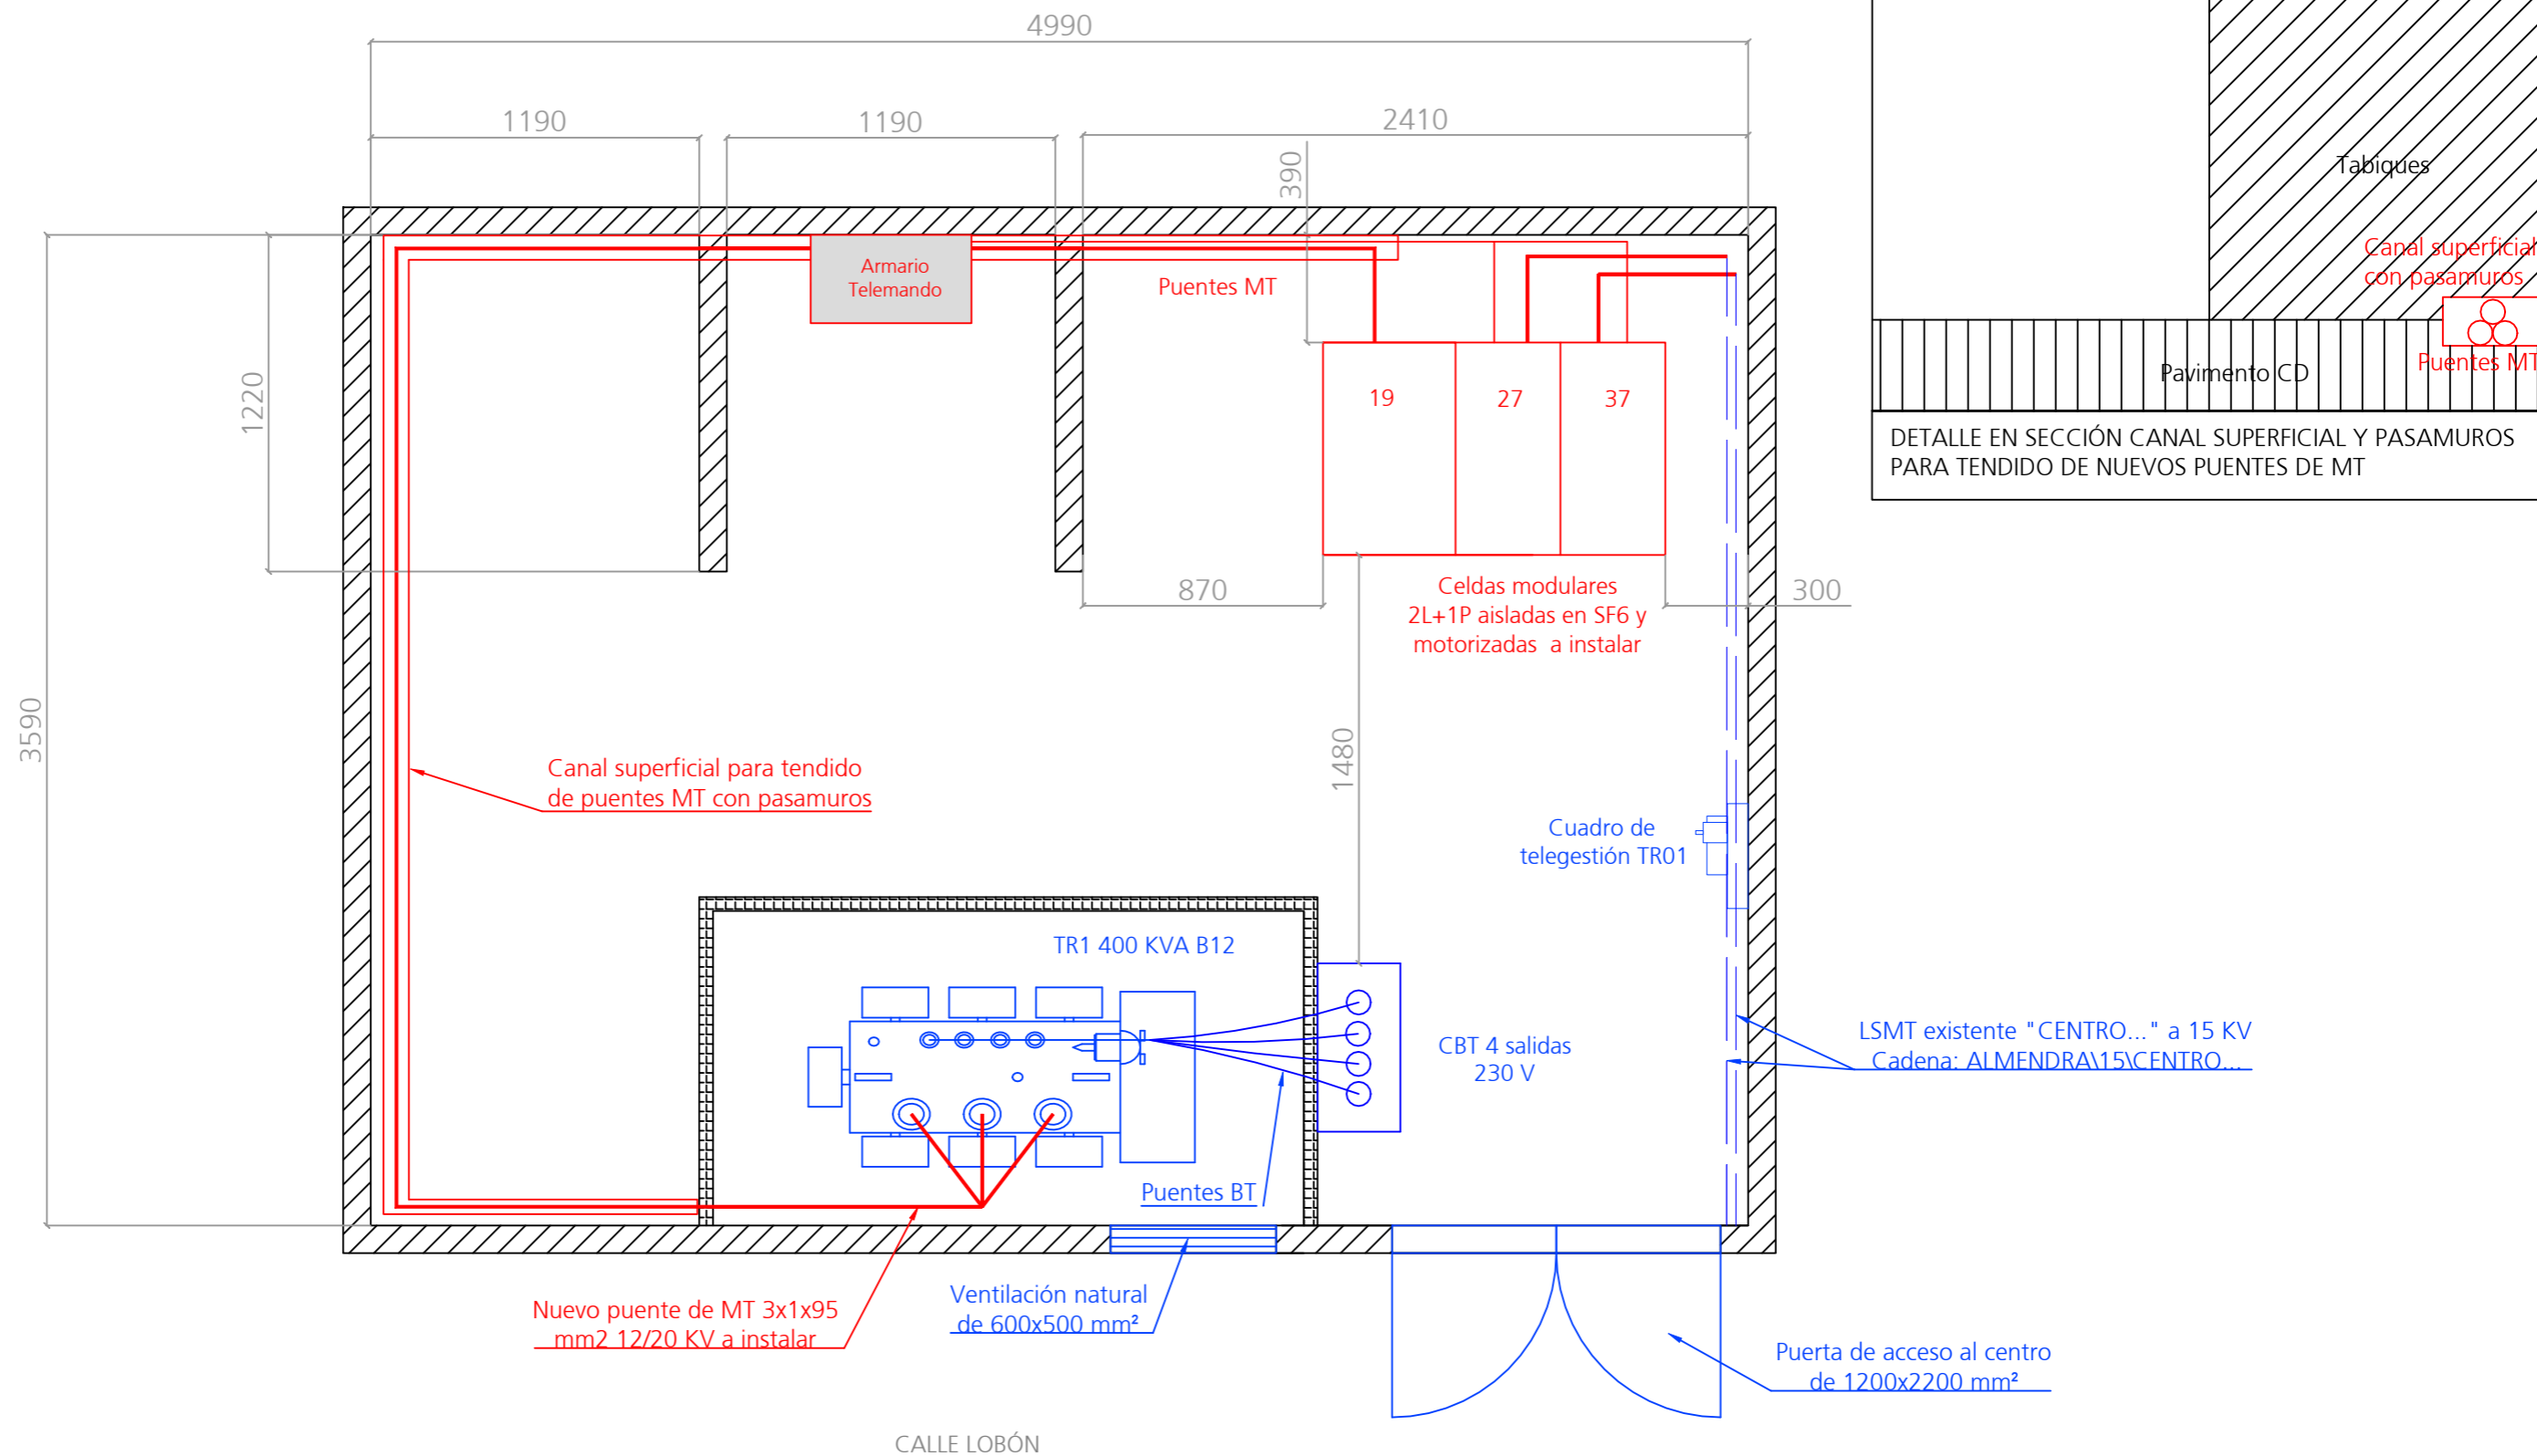 4990
1190
1190
2410
390
Tabiques
Armario
Telemando
Puentes MT
Canal superficial
con pasamuros
Puentes MT
Pavimento CD
19
27
37
1220
DETALLE EN SECCIÓN CANAL SUPERFICIAL Y PASAMUROS
PARA TENDIDO DE NUEVOS PUENTES DE MT
870
300
Celdas modulares
2L+1P aisladas en SF6 y
motorizadas a instalar
3590
1480
Canal superficial para tendido
de puentes MT con pasamuros
Cuadro de
telegestión TR01
TR1 400 KVA B12
CBT 4 salidas
230 V
LSMT existente "CENTRO..." a 15 KV
Cadena: ALMENDRA\15\CENTRO...
Puentes BT
Nuevo puente de MT 3x1x95
mm2 12/20 KV a instalar
Ventilación natural
de 600x500 mm²
Puerta de acceso al centro
de 1200x2200 mm²
CALLE LOBÓN